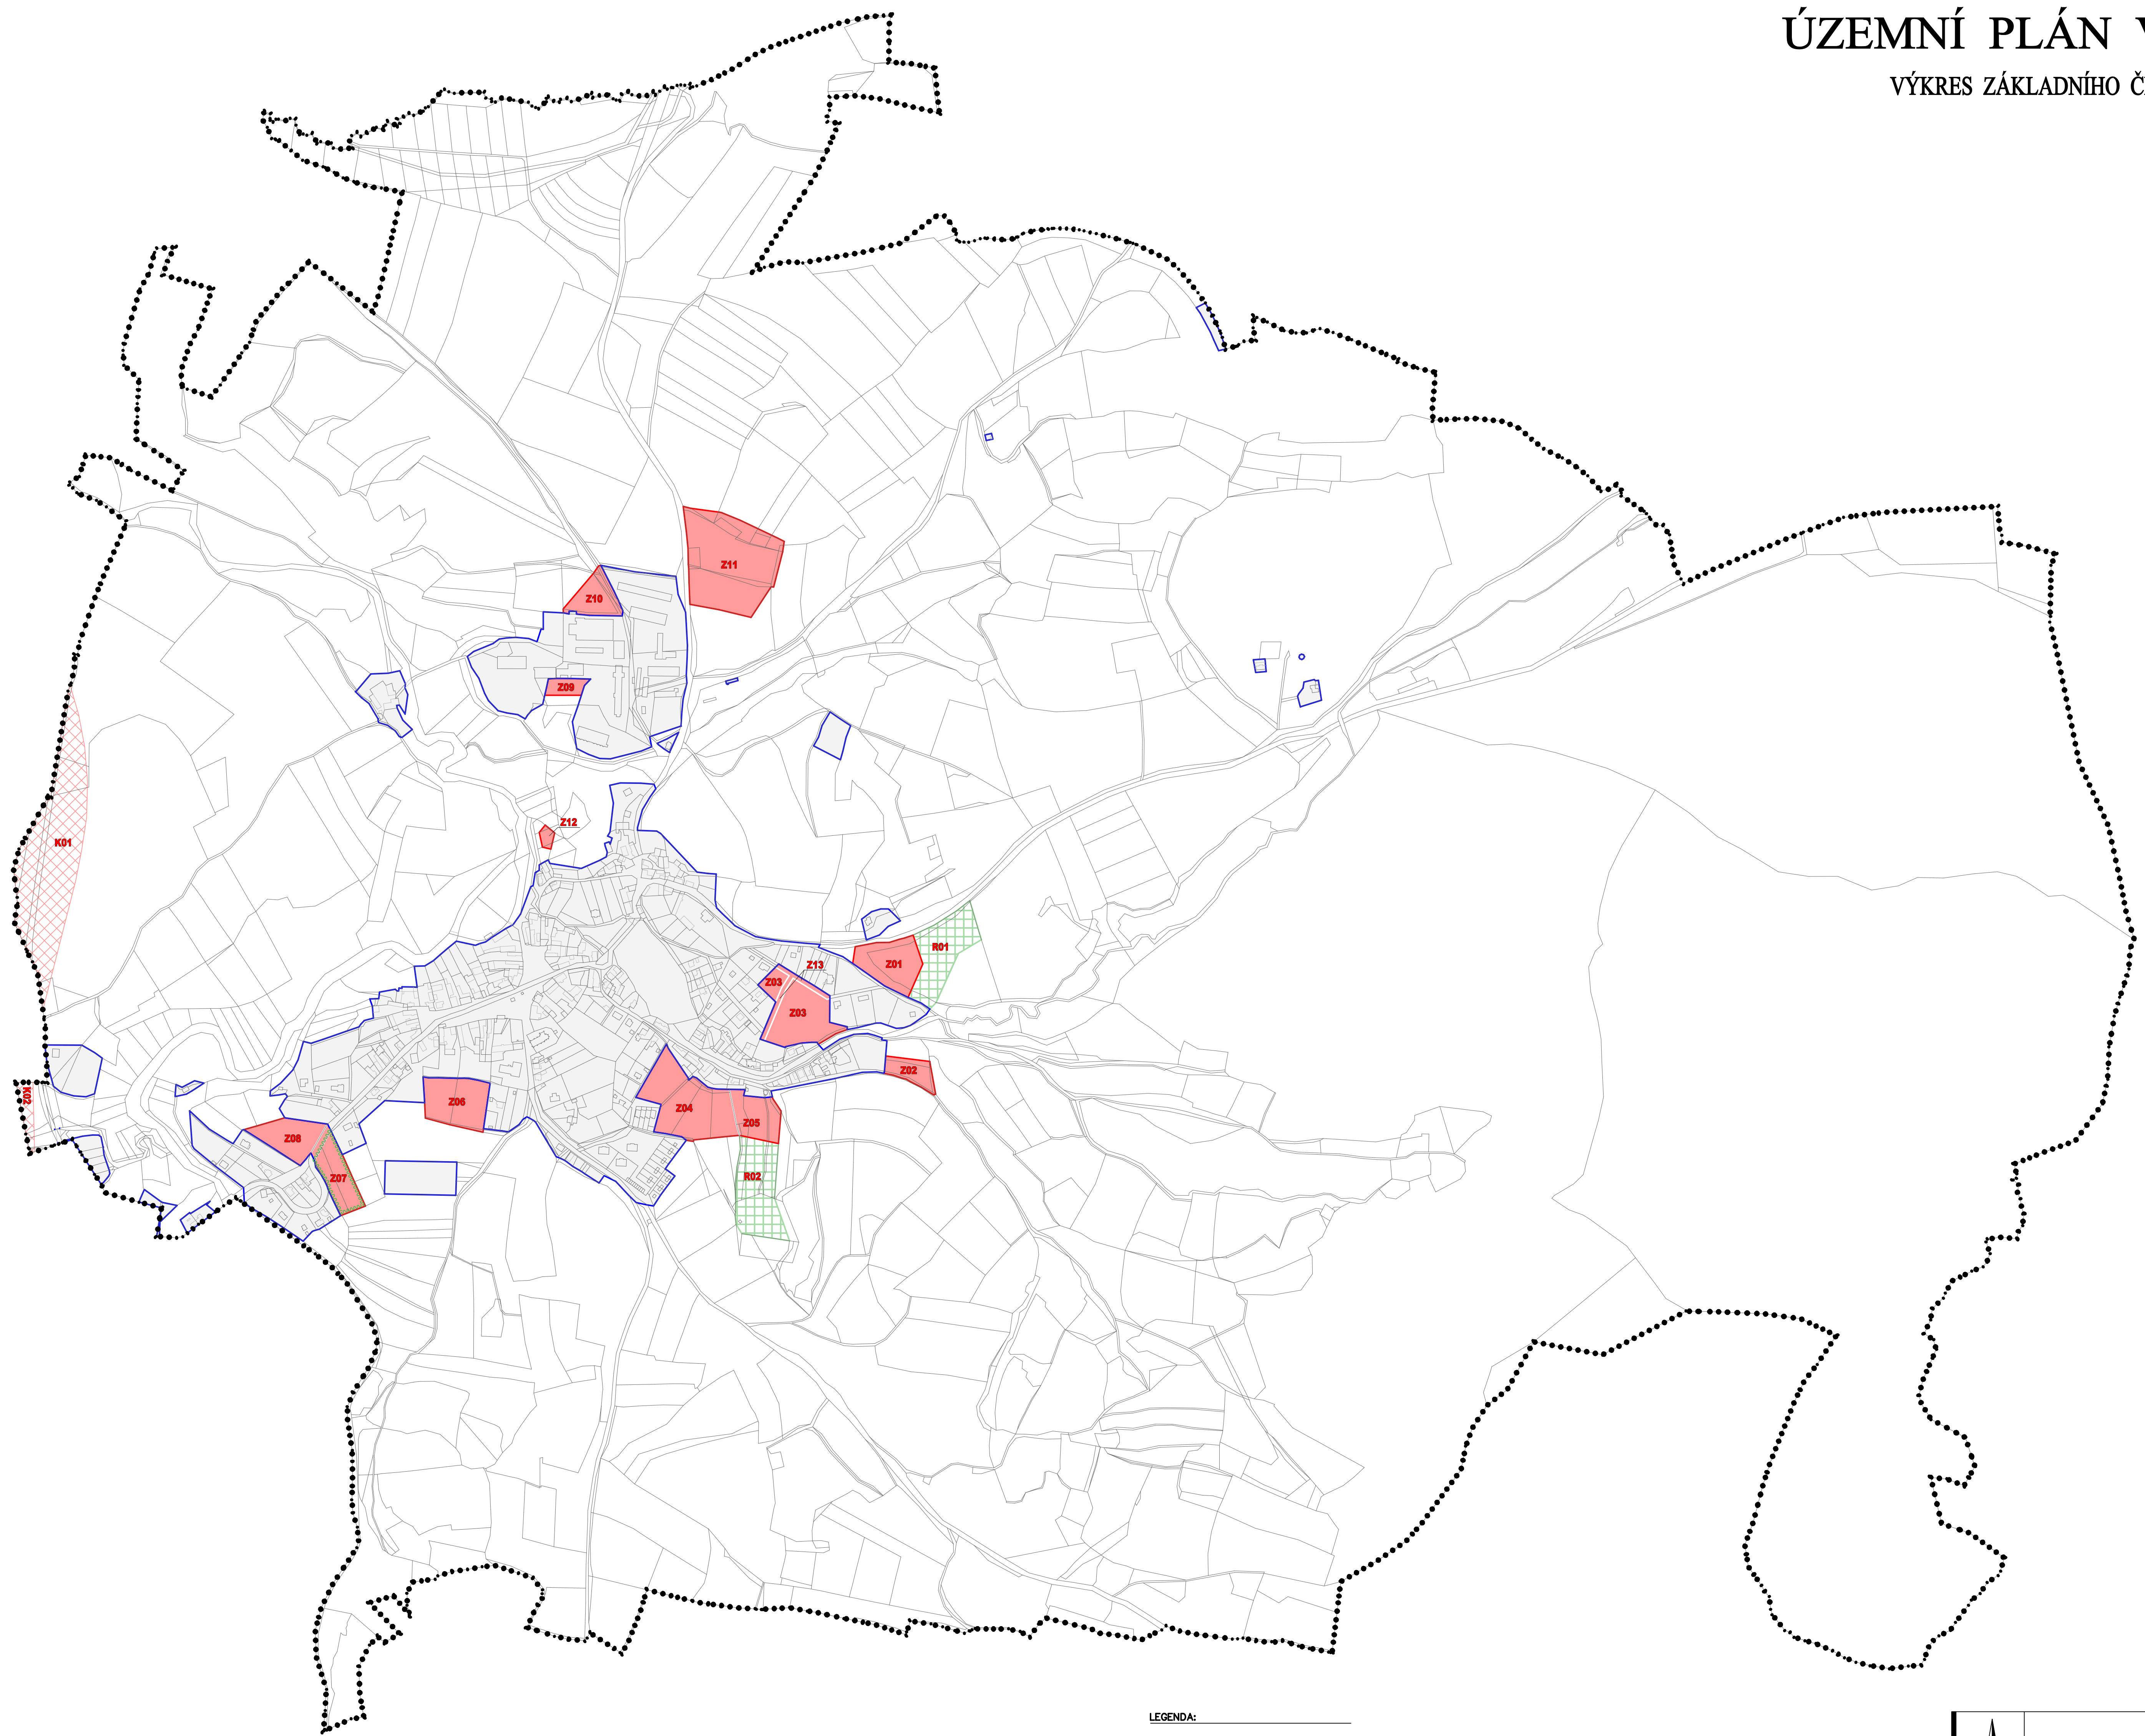 ÚZEMNÍ PLÁN
VÝKRES ZÁKLADNÍHO
Z11
Z10
Z09
K01
Z12
R01
Z13
Z01
Z03
Z03
Z02
K02
Z06
Z04
Z05
Z08
Z07
R02
LEGENDA: